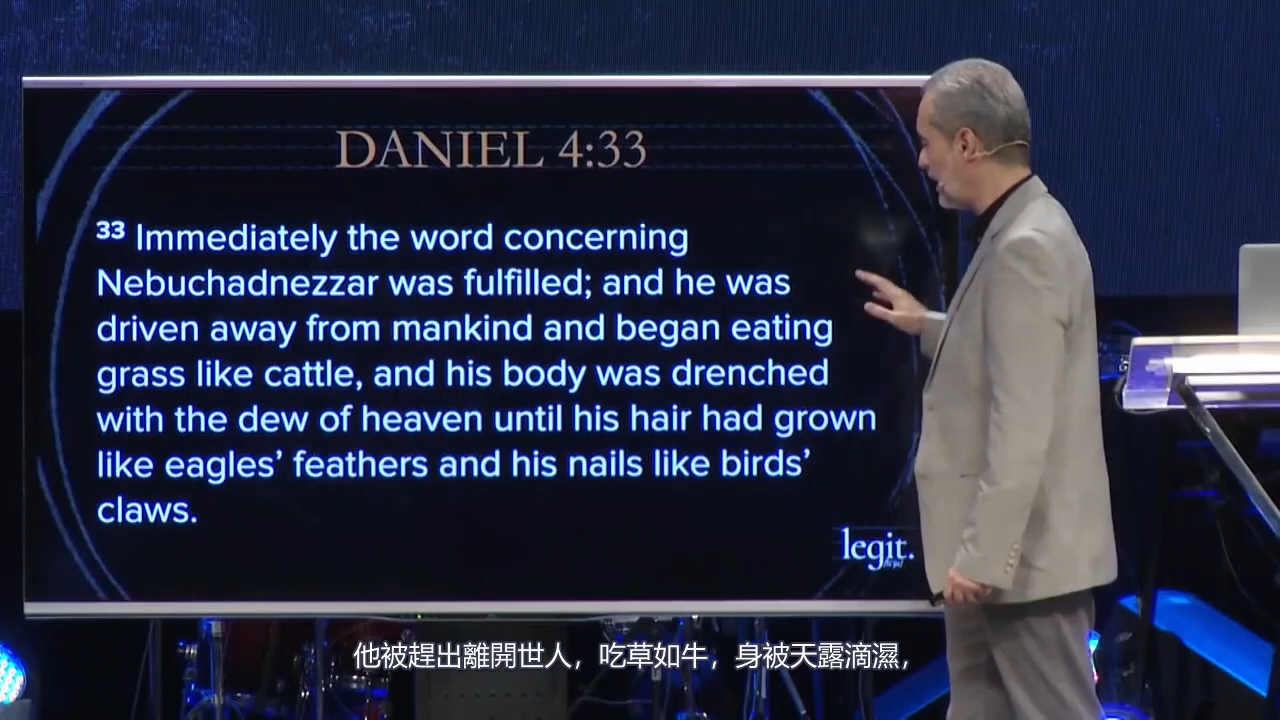 DANIEL 4:33
33 Immediately the word concerning
Nebuchadnezzar was fulfilled; and he was
driven away from mankind and began eating
grass like cattle, and his body was drenched
with the dew of heaven until his hair had grown
like eagles’ feathers and his nails like birds’
claws.
legit.
他被趕出離開世人，吃草如牛，身被天露滴濕，